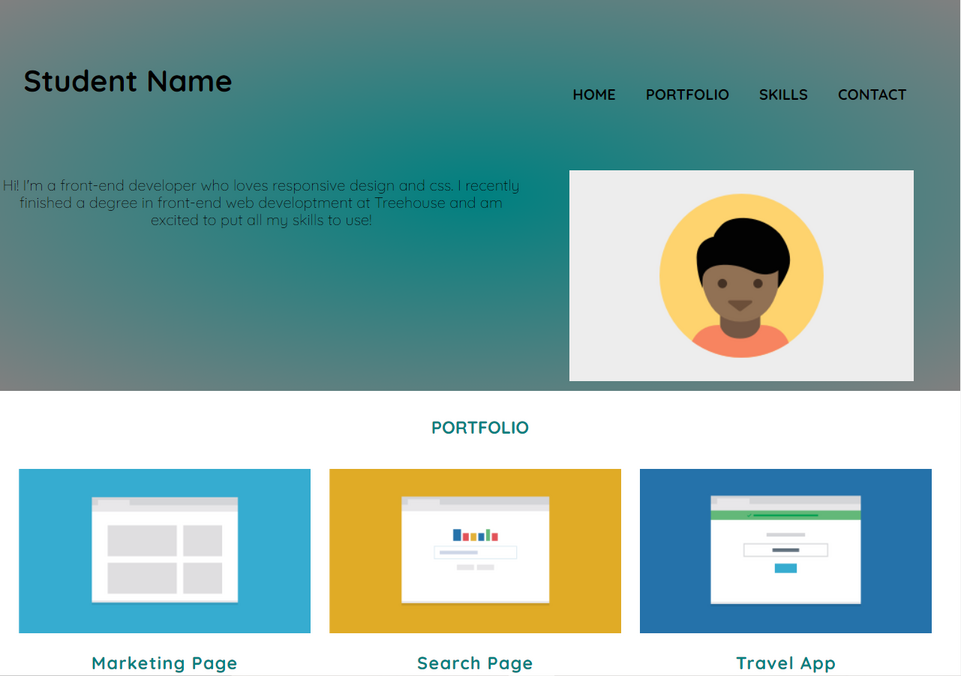 Student Name
HOME PORTFOLIO SKILLS CONTACT
Hi! I'm a front-end developer who loves responsive design and css. I recently
finished a degree in front-end web developtment at Treehouse and am
excited to put all my skills to use!
PORTFOLIO
Marketing Page Search Page Travel App